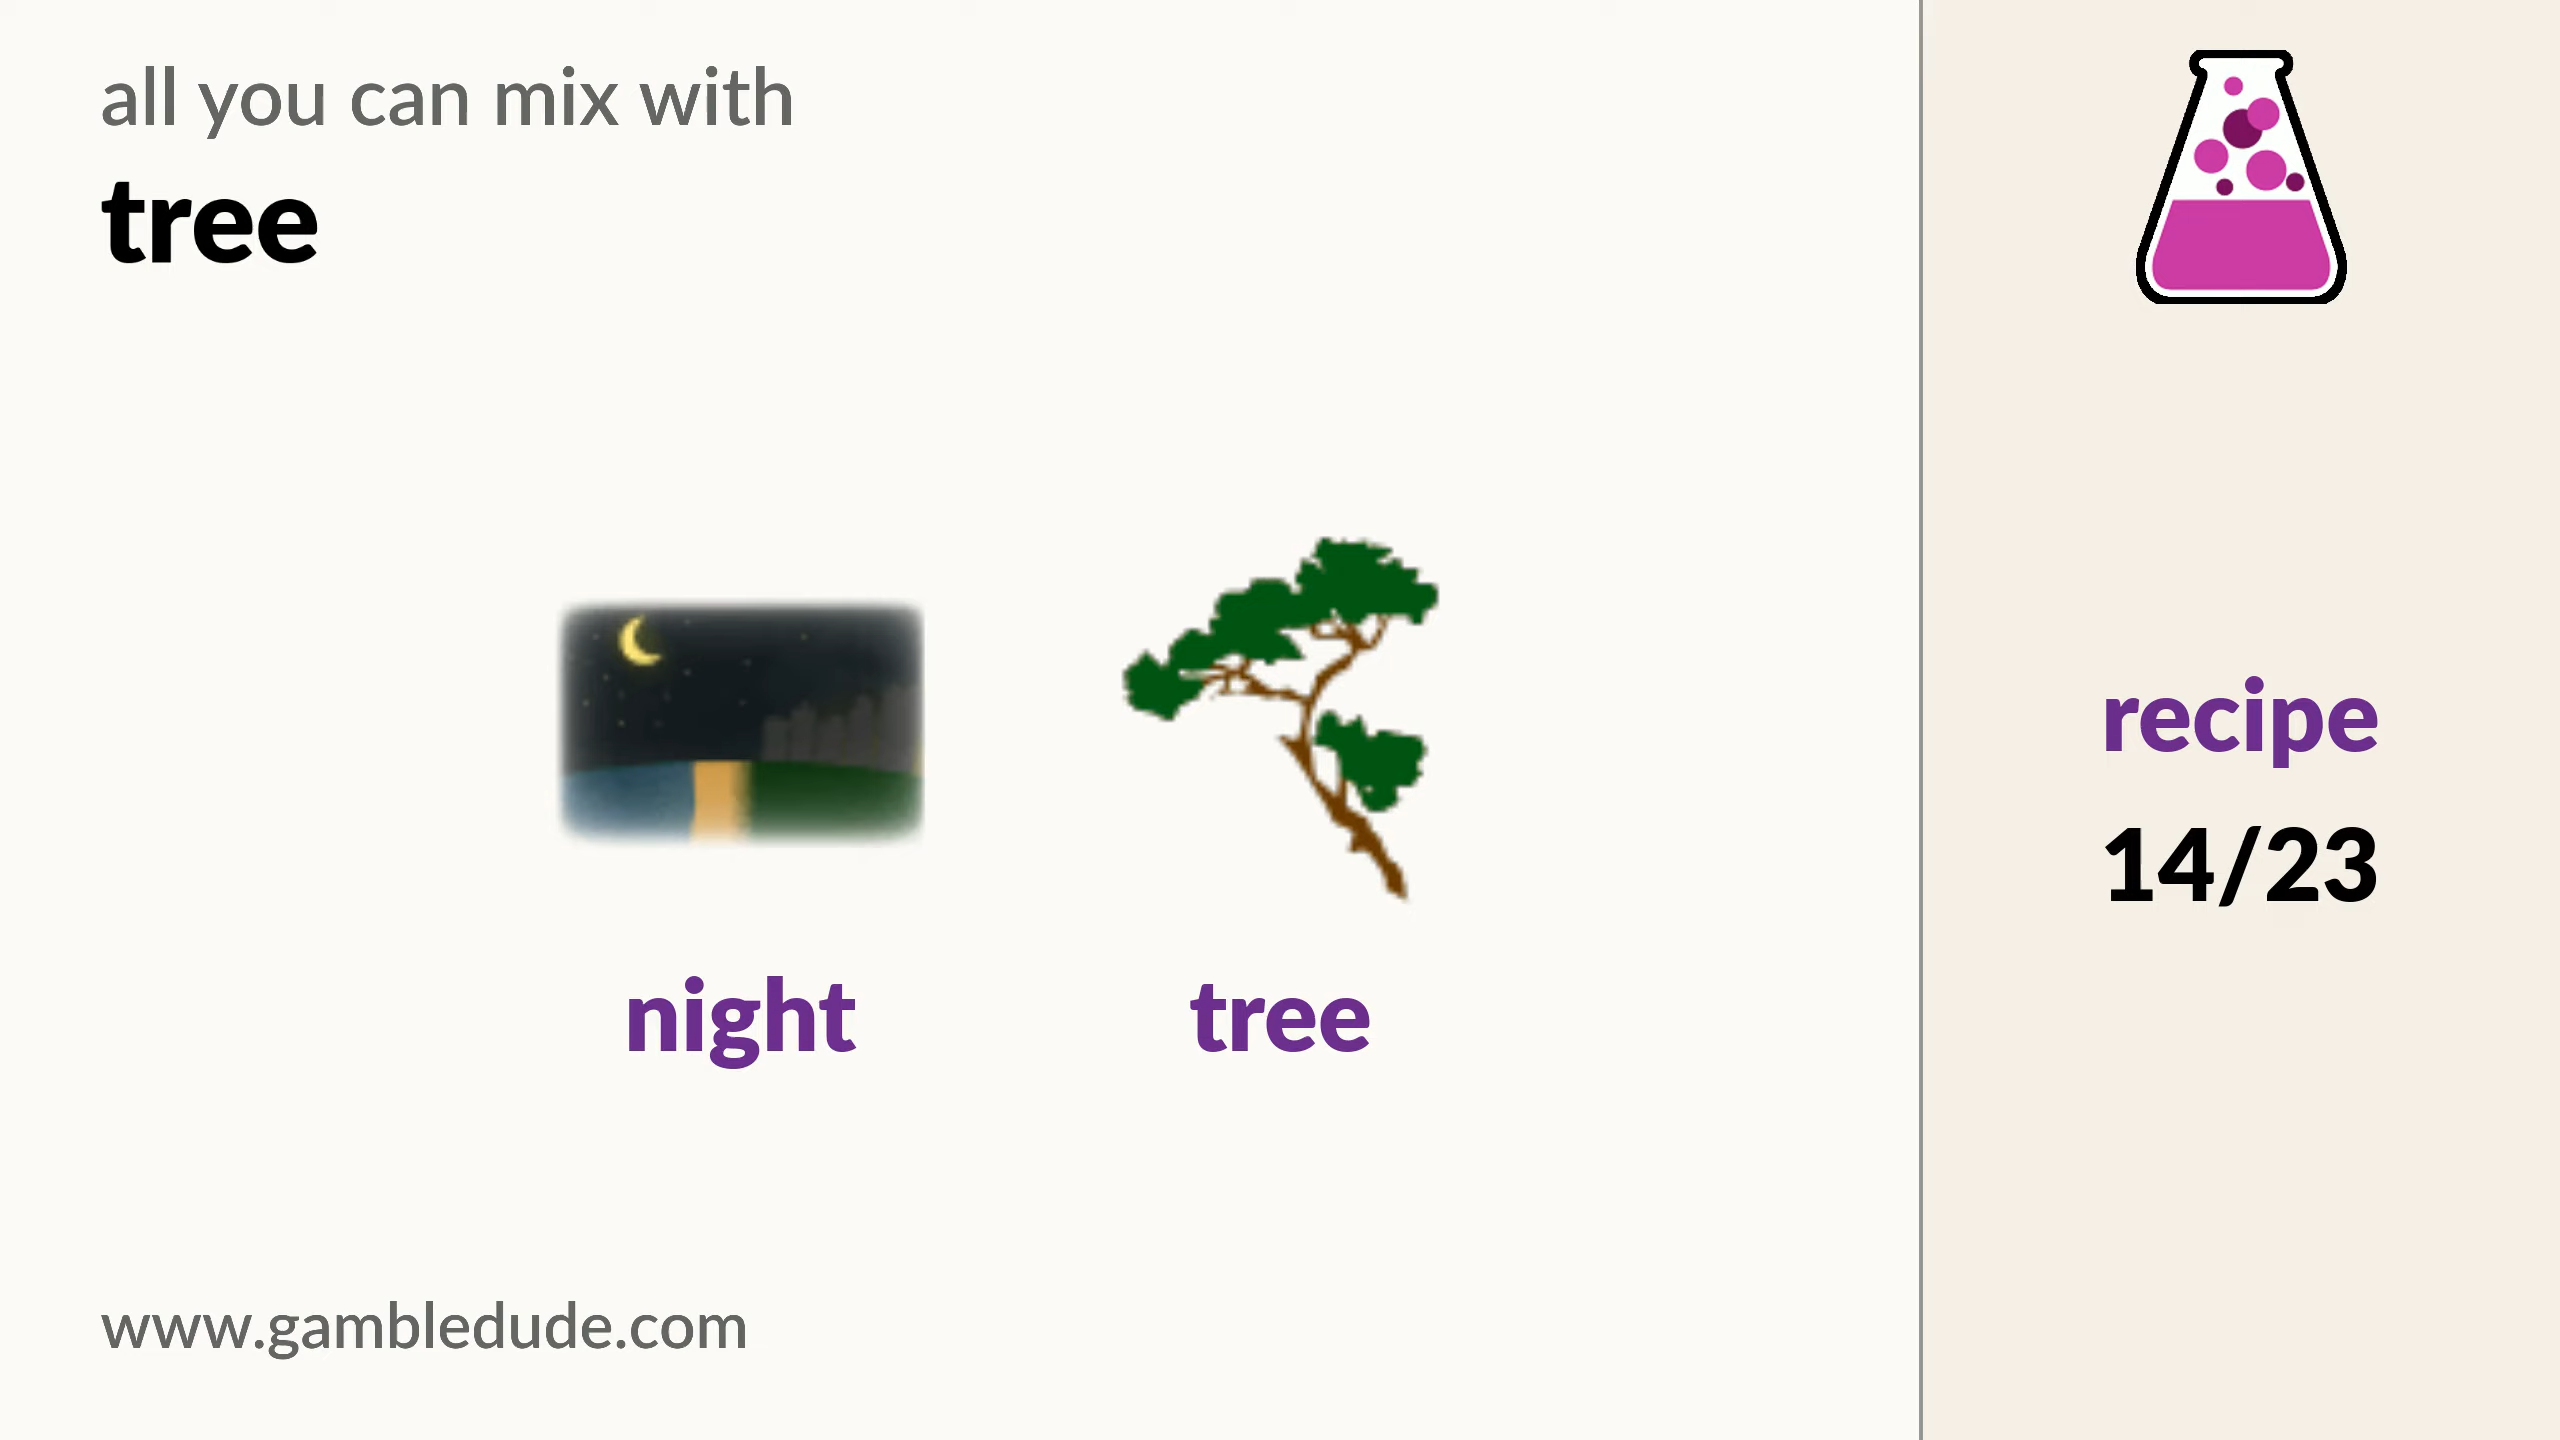 all you can mix with
tree
night
tree
recipe
14/23
www.gambledude.com